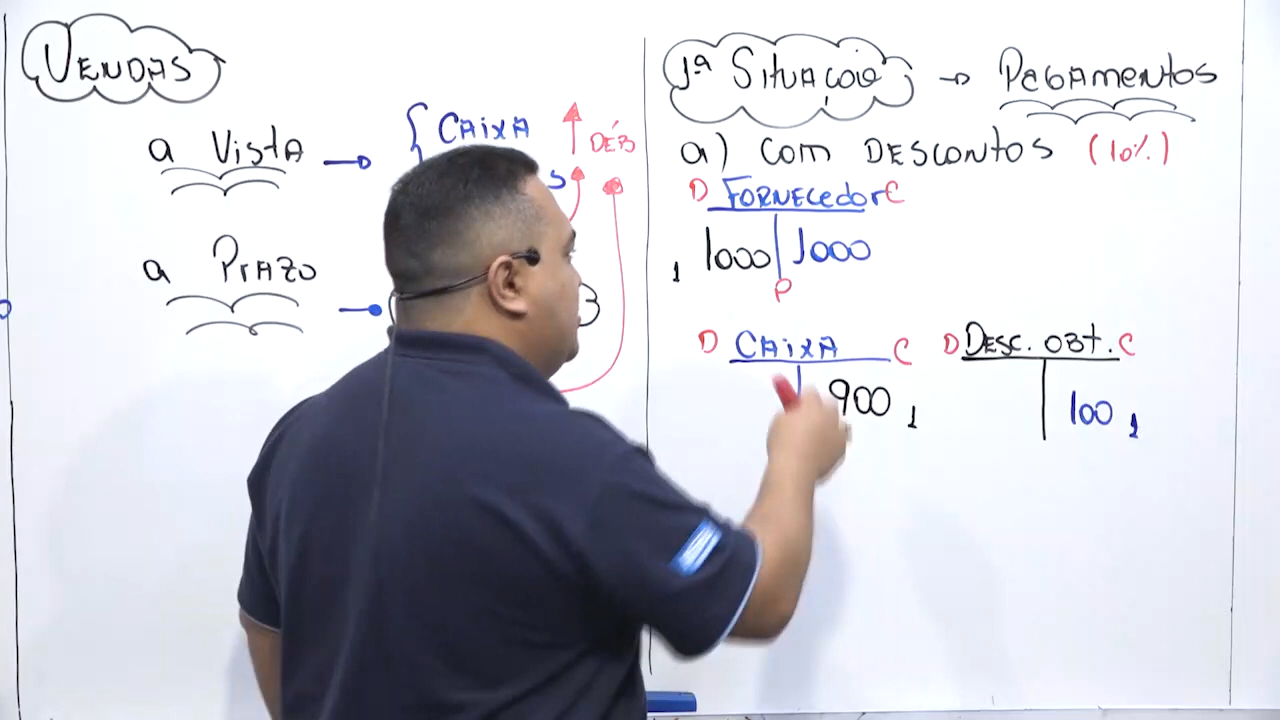 VENDAS
a VistA
CAixA
DÉB
a PrAZo
1ª Situação → PAGAmentos
a) com DESCONTOS (10%)
D FORNECedor C
1 1000 1000
P
D CAixA C
900 1
D DESC. OBT. C
100 1